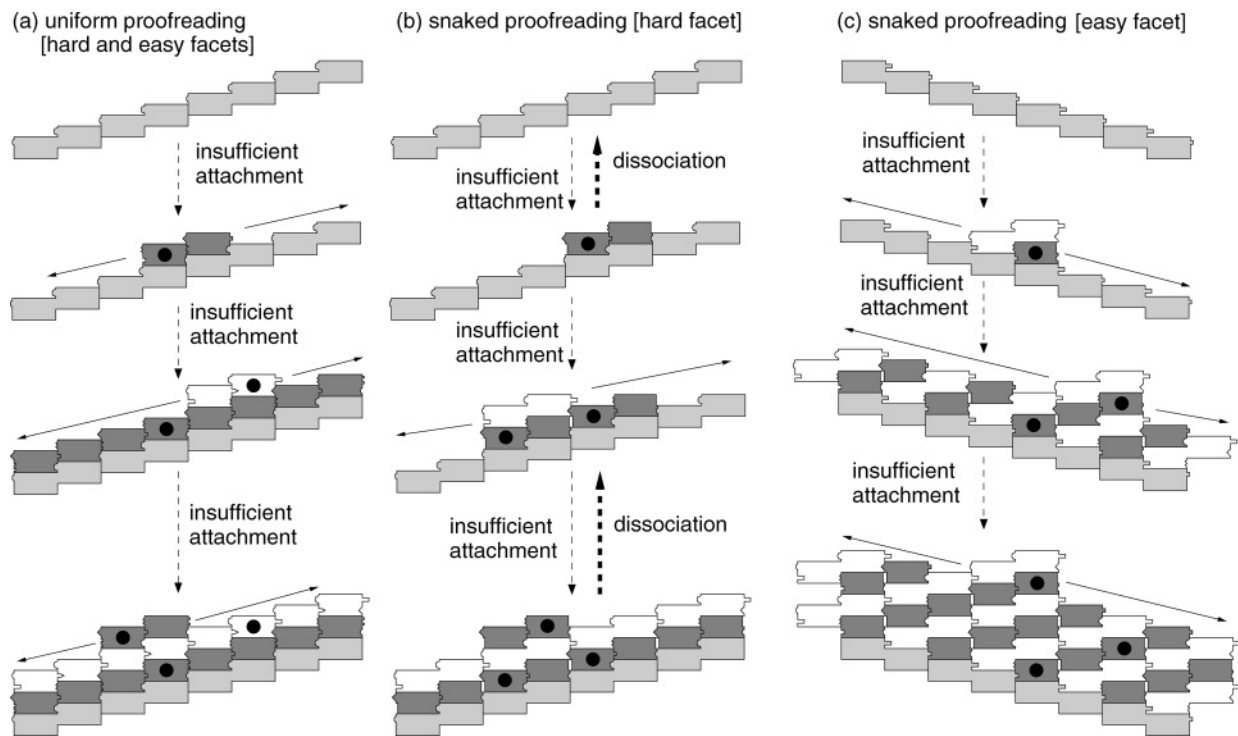 (a) uniform proofreading
[hard and easy facets]
insufficient
attachment
insufficient
attachment
insufficient
attachment
(b) snaked proofreading [hard facet]
insufficient
attachment
dissociation
insufficient
attachment
insufficient
attachment
dissociation
(c) snaked proofreading [easy facet]
insufficient
attachment
insufficient
attachment
insufficient
attachment